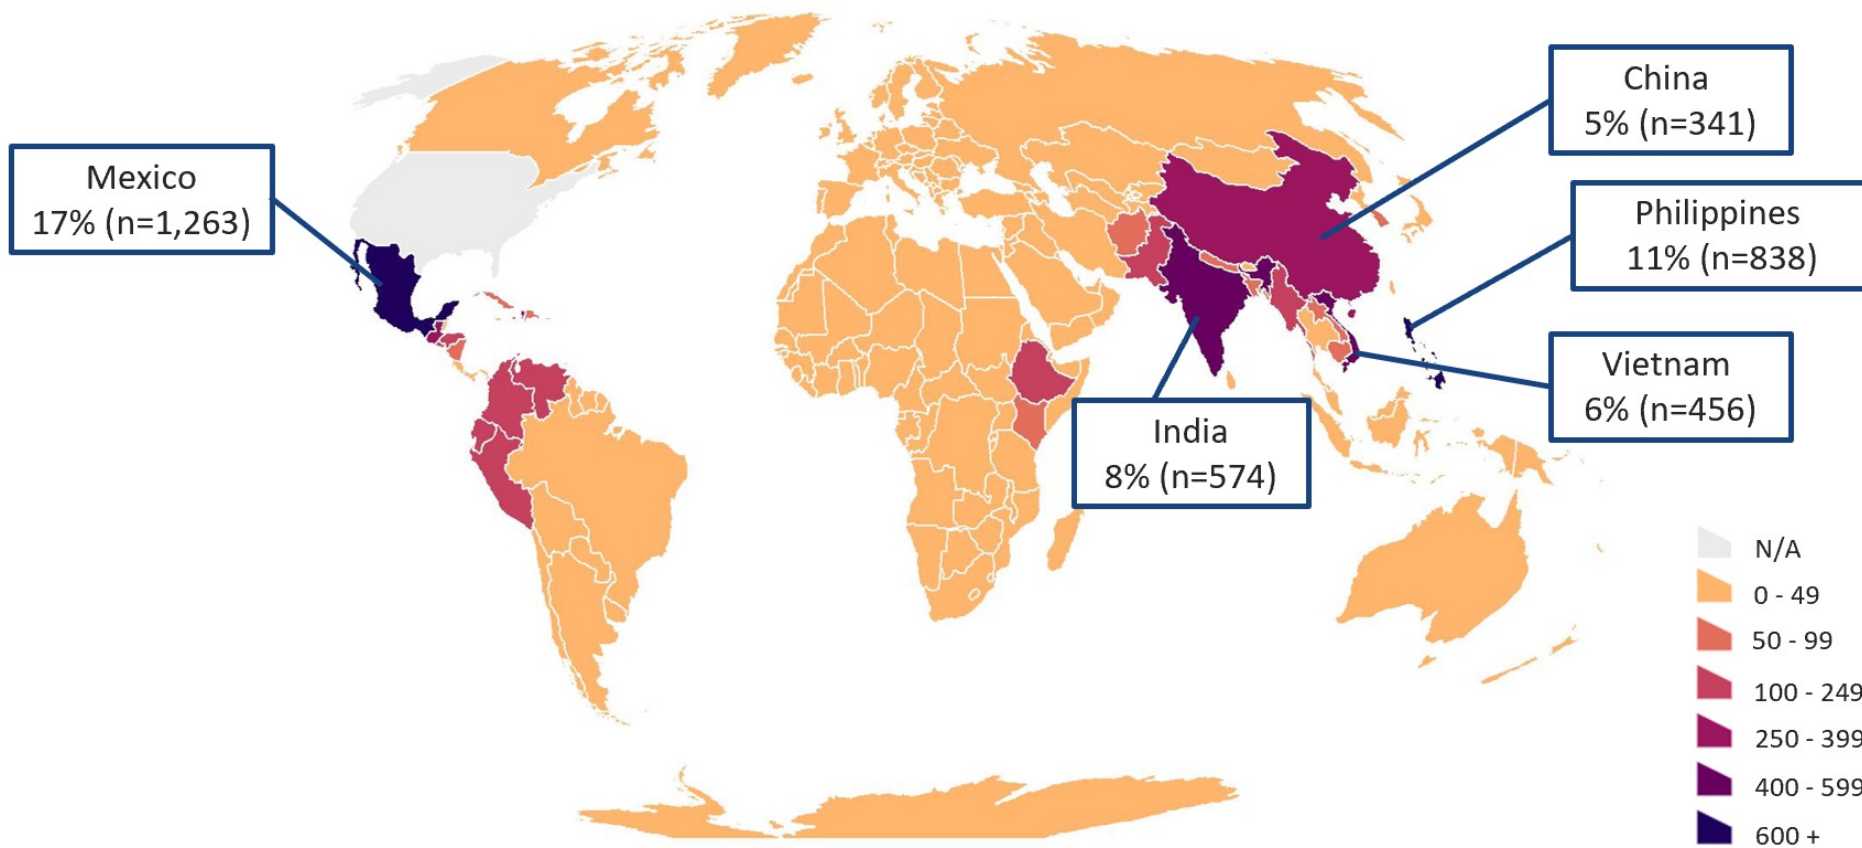 China
5% (n=341)
Mexico
17% (n=1,263)
Philippines
11% (n=838)
Vietnam
6% (n=456)
India
8% (n=574)
N/A
0 - 49
50 - 99
100 - 249
250 - 399
400 - 599
600 +